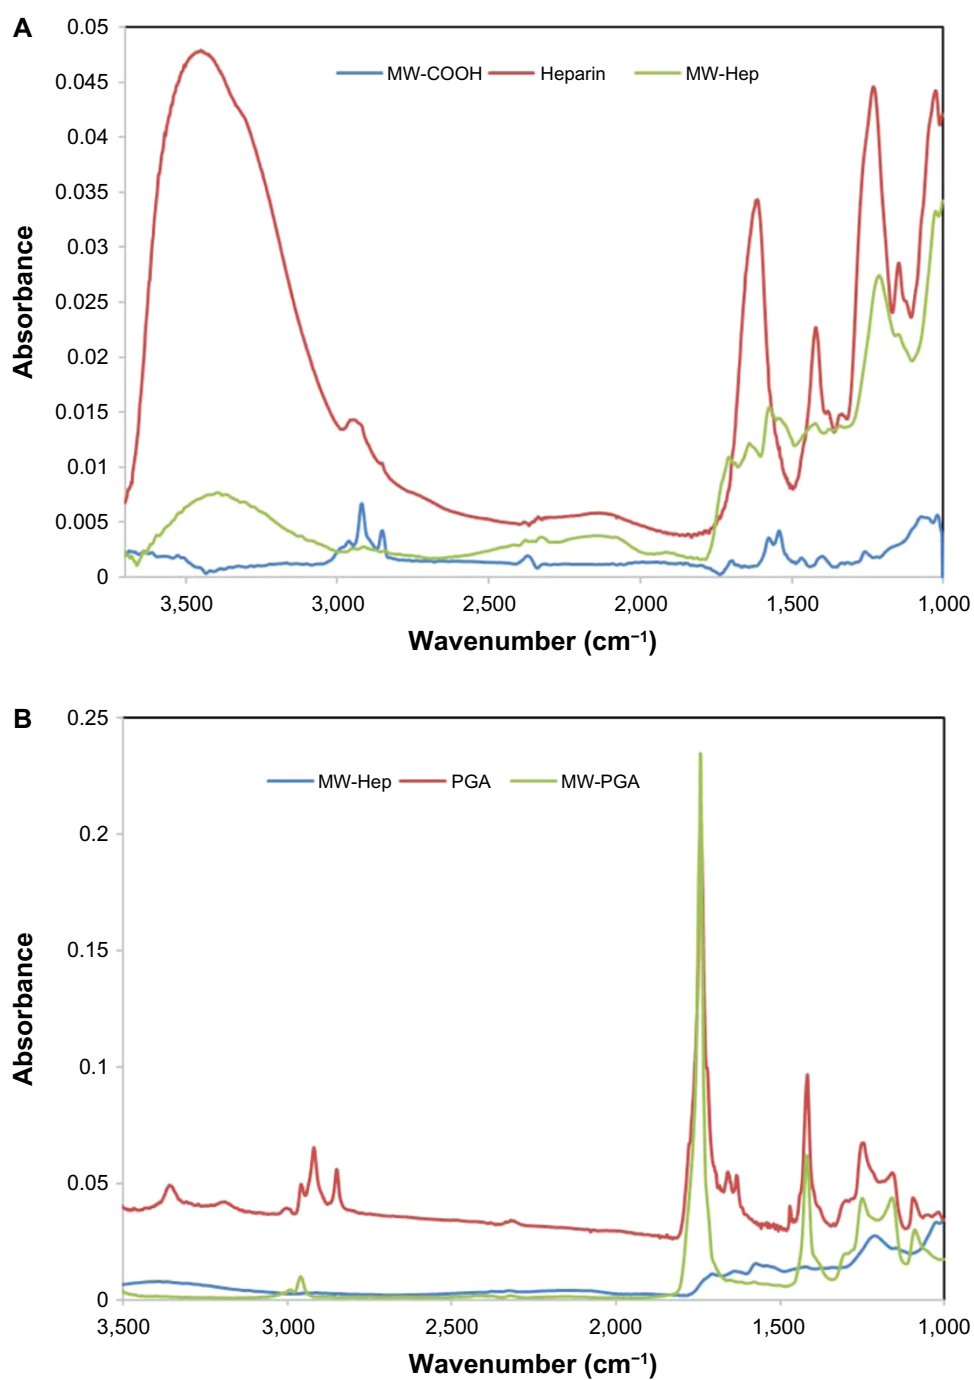 A
0.05
0.045
0.04
0.035
0.03
0.025
0.02
0.015
0.01
0.005
0
Absorbance
MW-COOH Heparin MW-Hep
3,500 3,000 2,500 2,000 1,500 1,000
Wavenumber (cm⁻¹)
B
0.25
0.2
0.15
0.1
0.05
0
Absorbance
MW-Hep PGA MW-PGA
3,500 3,000 2,500 2,000 1,500 1,000
Wavenumber (cm⁻¹)